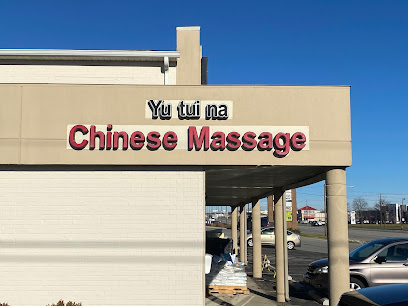 Yu tui na
Chinese Massage